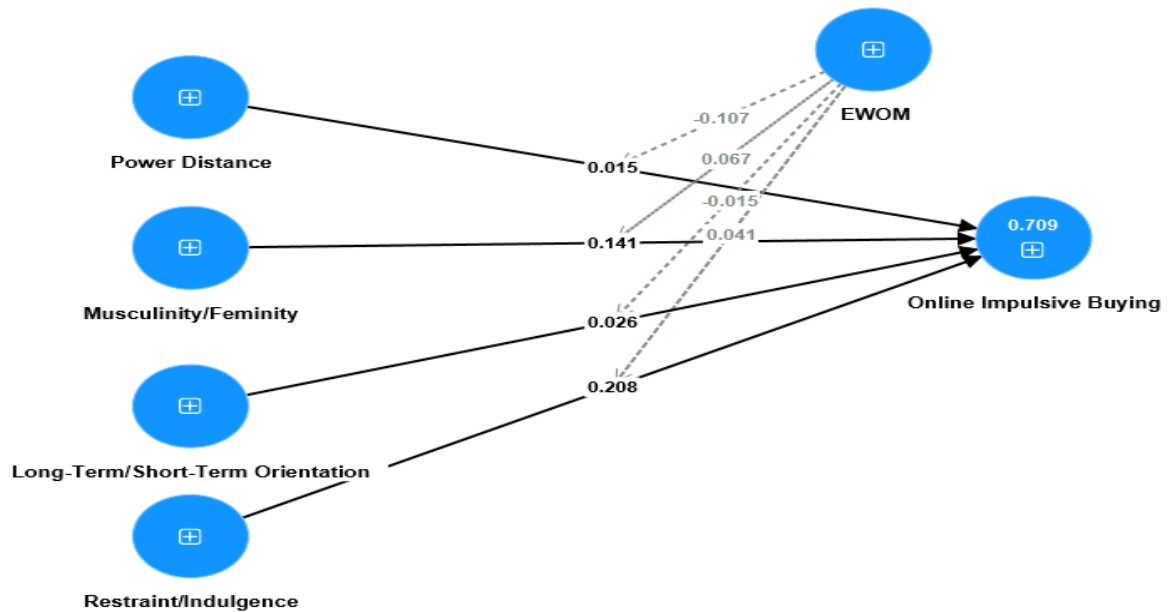 EWOM
Power Distance
-0.107
0.015
0.067
-0.015
0.709
0.041
0.141
Online Impulsive Buying
Musculinity/Feminity
0.026
0.208
Long-Term/Short-Term Orientation
Restraint/Indulgence